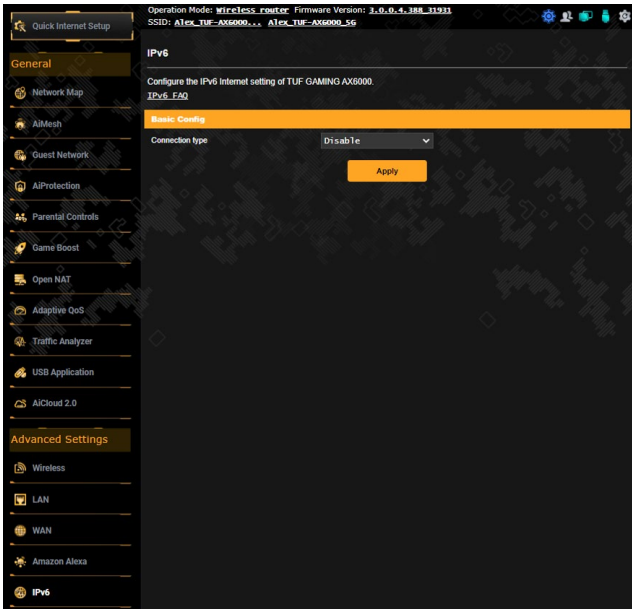 Quick Internet Setup
General
Network Map
AiMesh
Guest Network
AiProtection
Parental Controls
Game Boost
Open NAT
Adaptive QoS
Traffic Analyzer
USB Application
AiCloud 2.0
Advanced Settings
Wireless
LAN
WAN
Amazon Alexa
IPv6
Operation Mode: Wireless router Firmware Version: 3.0.0.4.388_31931
SSID: Alex_TUF-AX6000... Alex_TUF-AX6000_5G
IPv6
Configure the IPv6 Internet setting of TUF GAMING AX6000.
IPv6 FAQ
Basic Config
Connection type Disable
Apply